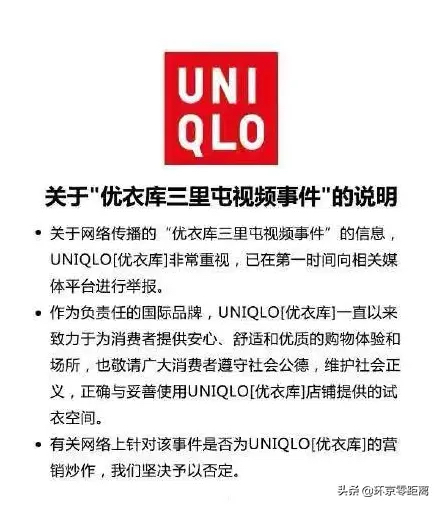 UNI
QLO
关于"优衣库三里屯视频事件"的说明
• 关于网络传播的“优衣库三里屯视频事件”的信息，
UNIQLO[优衣库]非常重视，已在第一时间向相关媒
体平台进行举报。
• 作为负责任的国际品牌，UNIQLO[优衣库]一直以来
致力于为消费者提供安心、舒适和优质的购物体验和
场所，也敬请广大消费者遵守社会公德，维护社会正
义，正确与妥善使用UNIQLO[优衣库]店铺提供的试
衣空间。
• 有关网络上针对该事件是否为UNIQLO[优衣库]的营
销炒作，我们坚决予以否定。
头条 @环京零距离